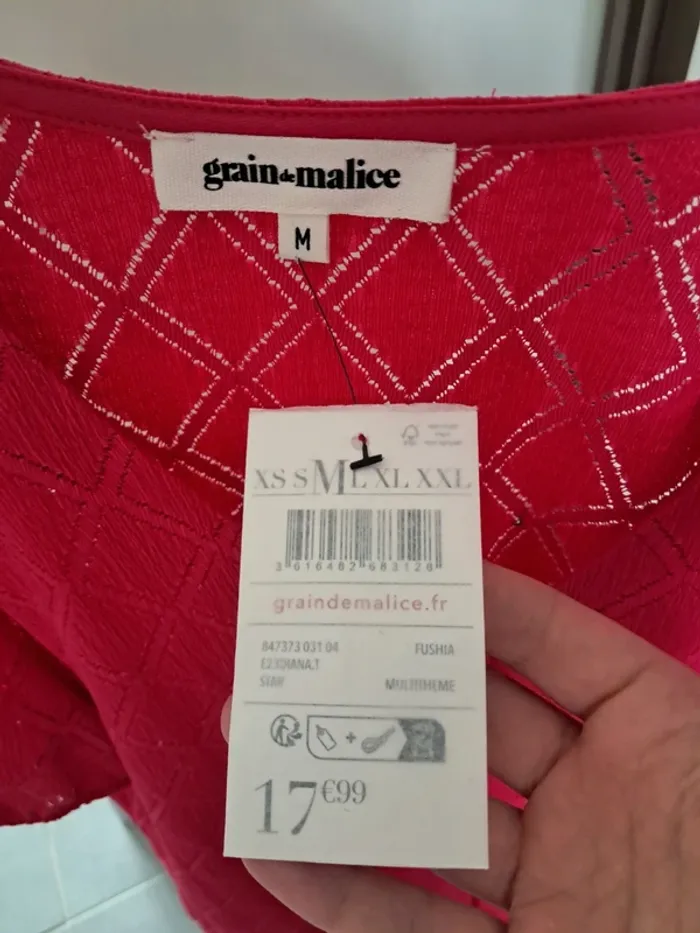 grain de malice
M
XS S M L XL XXL
3 616482 683128
graindemalice.fr
847373 031 04 FUSHIA
MULTITHEME
17€99